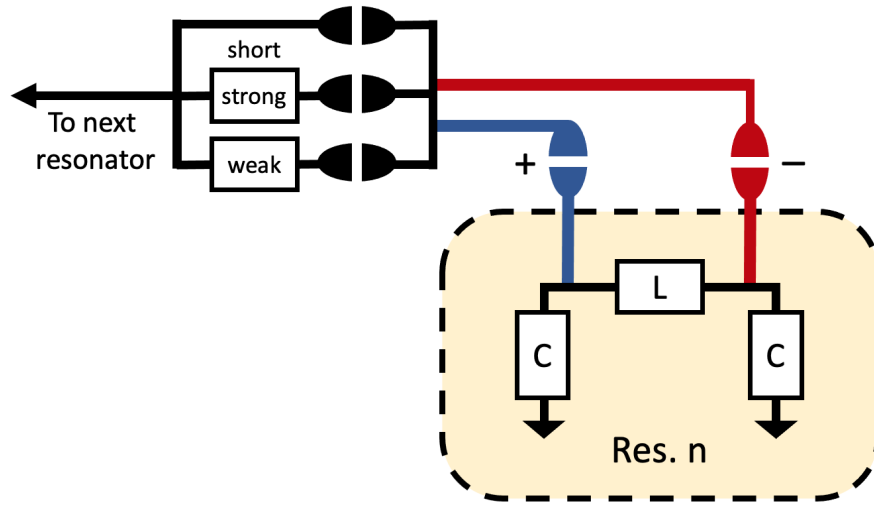 short
strong
To next
resonator
weak
+
−
L
C
C
Res. n